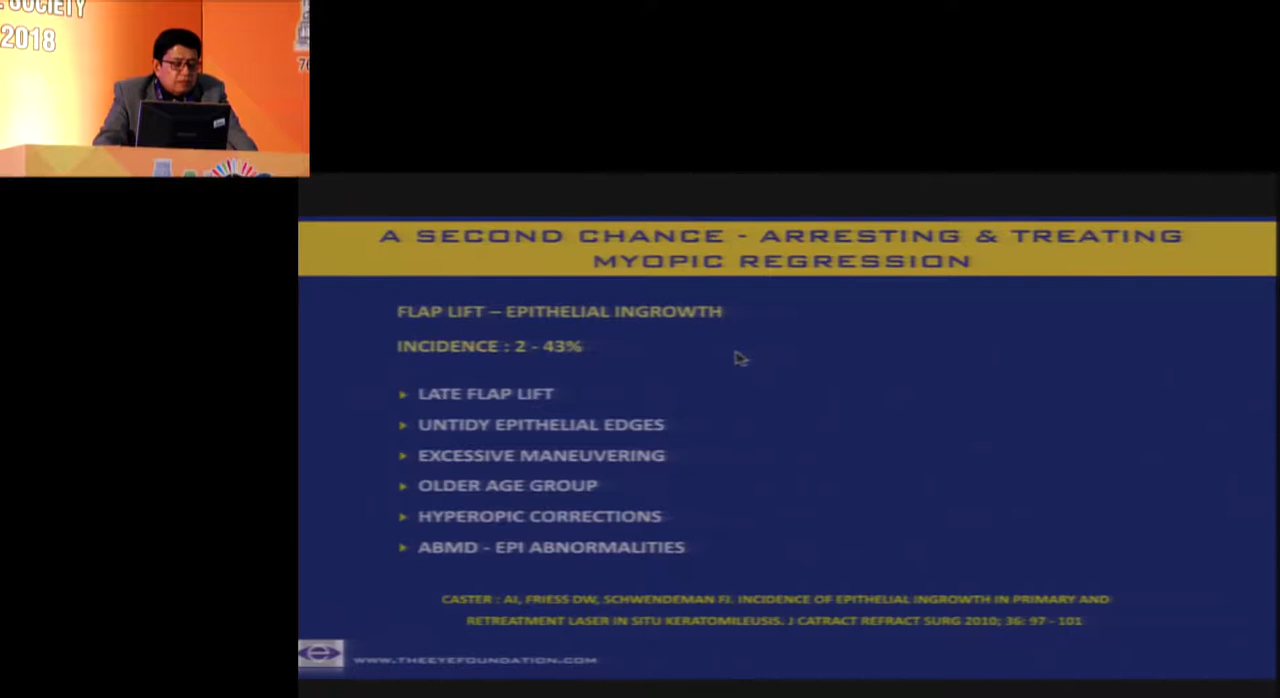 SOCIETY
2018
A SECOND CHANCE - ARRESTING & TREATING
MYOPIC REGRESSION
FLAP LIFT – EPITHELIAL INGROWTH
INCIDENCE : 2 - 43%
LATE FLAP LIFT
UNTIDY EPITHELIAL EDGES
EXCESSIVE MANEUVERING
OLDER AGE GROUP
HYPEROPIC CORRECTIONS
ABMD - EPI ABNORMALITIES
CASTER : AI, FRIESS DW, SCHWENDEMAN FJ. INCIDENCE OF EPITHELIAL INGROWTH IN PRIMARY AND
RETREATMENT LASER IN SITU KERATOMILEUSIS. J CATRACT REFRACT SURG 2010; 36: 97 - 101
e
WWW.THEEYEFOUNDATION.COM